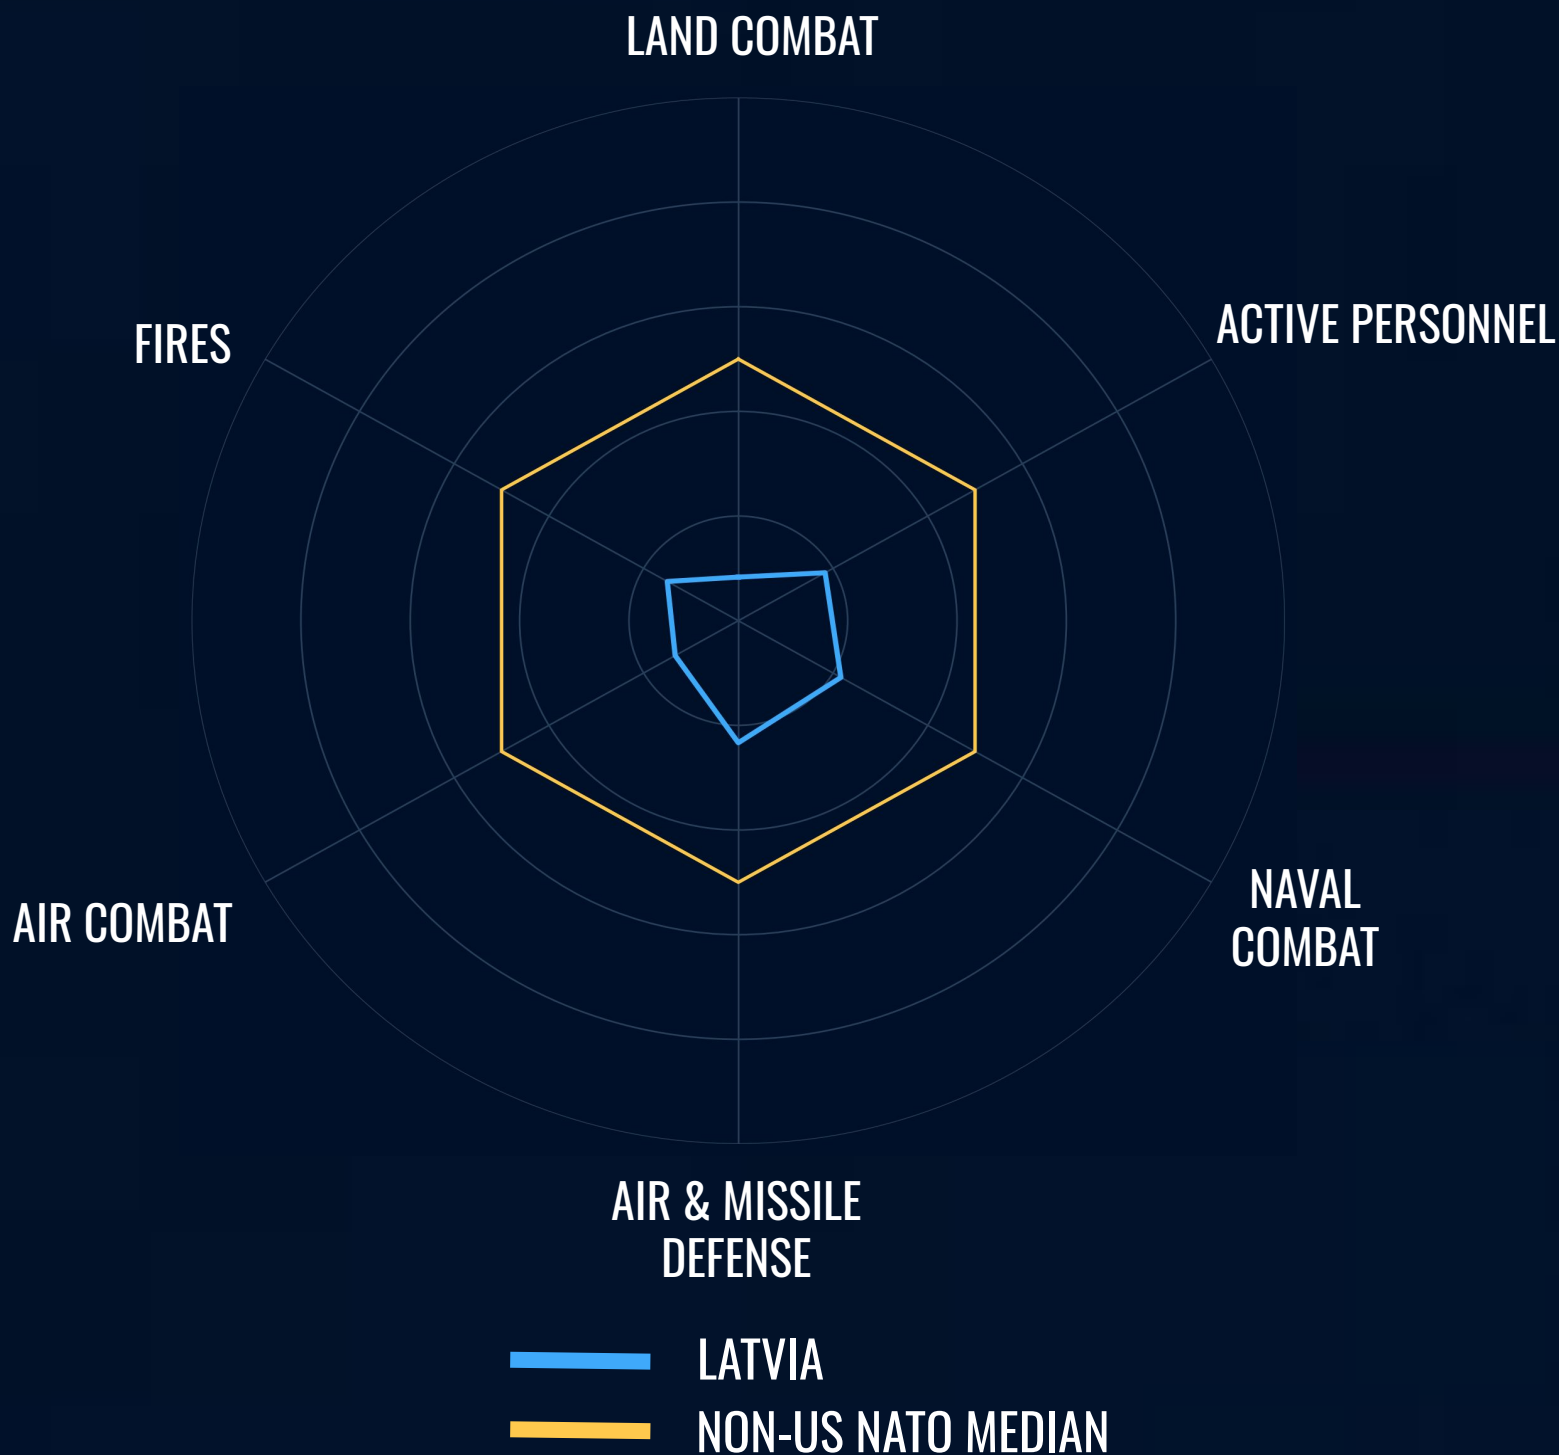 LAND COMBAT
ACTIVE PERSONNEL
FIRES
NAVAL
COMBAT
AIR COMBAT
AIR & MISSILE
DEFENSE
LATVIA
NON-US NATO MEDIAN